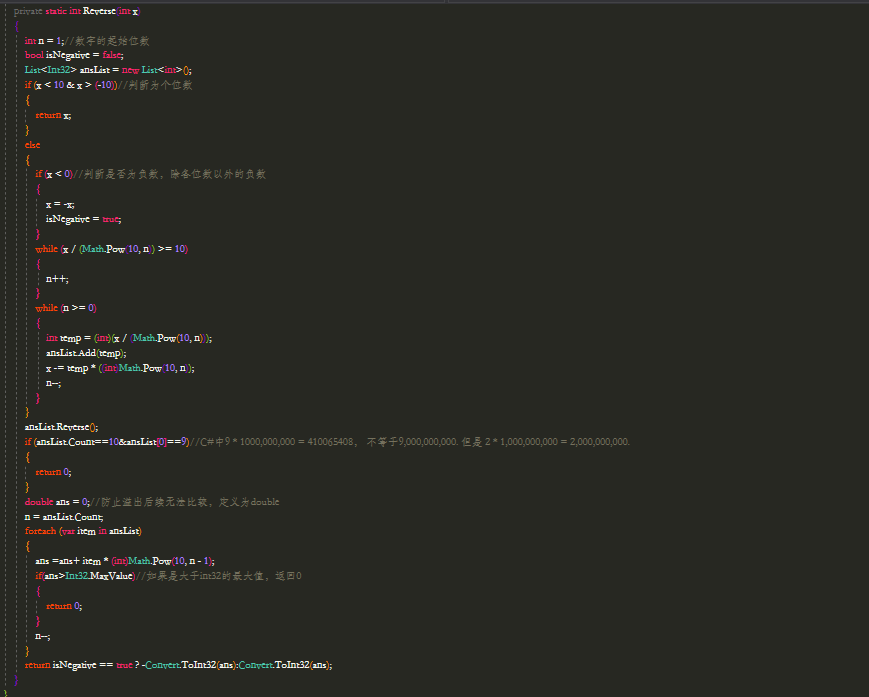 private static int Reverse(int x)
{
int n = 1;//数字的起始位数
bool isNegative = false;
List<Int32> ansList = new List<int>();
if (x < 10 & x > (-10))//判断为个位数
{
return x;
}
else
{
if (x < 0)//判断是否为负数，除各位数以外的负数
{
x = -x;
isNegative = true;
}
while (x / (Math.Pow(10, n)) >= 10)
{
n++;
}
while (n >= 0)
{
int temp = (int)(x / (Math.Pow(10, n)));
ansList.Add(temp);
x -= temp * ((int)Math.Pow(10, n));
n--;
}
}
ansList.Reverse();
if (ansList.Count==10&ansList[0]==9)//C#中9 * 1000,000,000 = 410065408， 不等于9,000,000,000. 但是 2 * 1,000,000,000 = 2,000,000,000.
{
return 0;
}
double ans = 0;//防止溢出后续无法比较，定义为double
n = ansList.Count;
foreach (var item in ansList)
{
ans =ans+ item * (int)Math.Pow(10, n - 1);
if(ans>Int32.MaxValue)//如果是大于int32的最大值，返回0
{
return 0;
}
n--;
}
return isNegative == true ? -Convert.ToInt32(ans):Convert.ToInt32(ans);
}
}